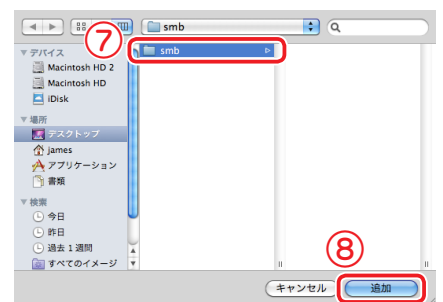 smb
⑦
▼デバイス
smb
Macintosh HD 2
Macintosh HD
iDisk
▼場所
デスクトップ
james
アプリケーション
書類
▼検索
今日
昨日
過去 1 週間
すべてのイメージ
⑧
キャンセル
追加